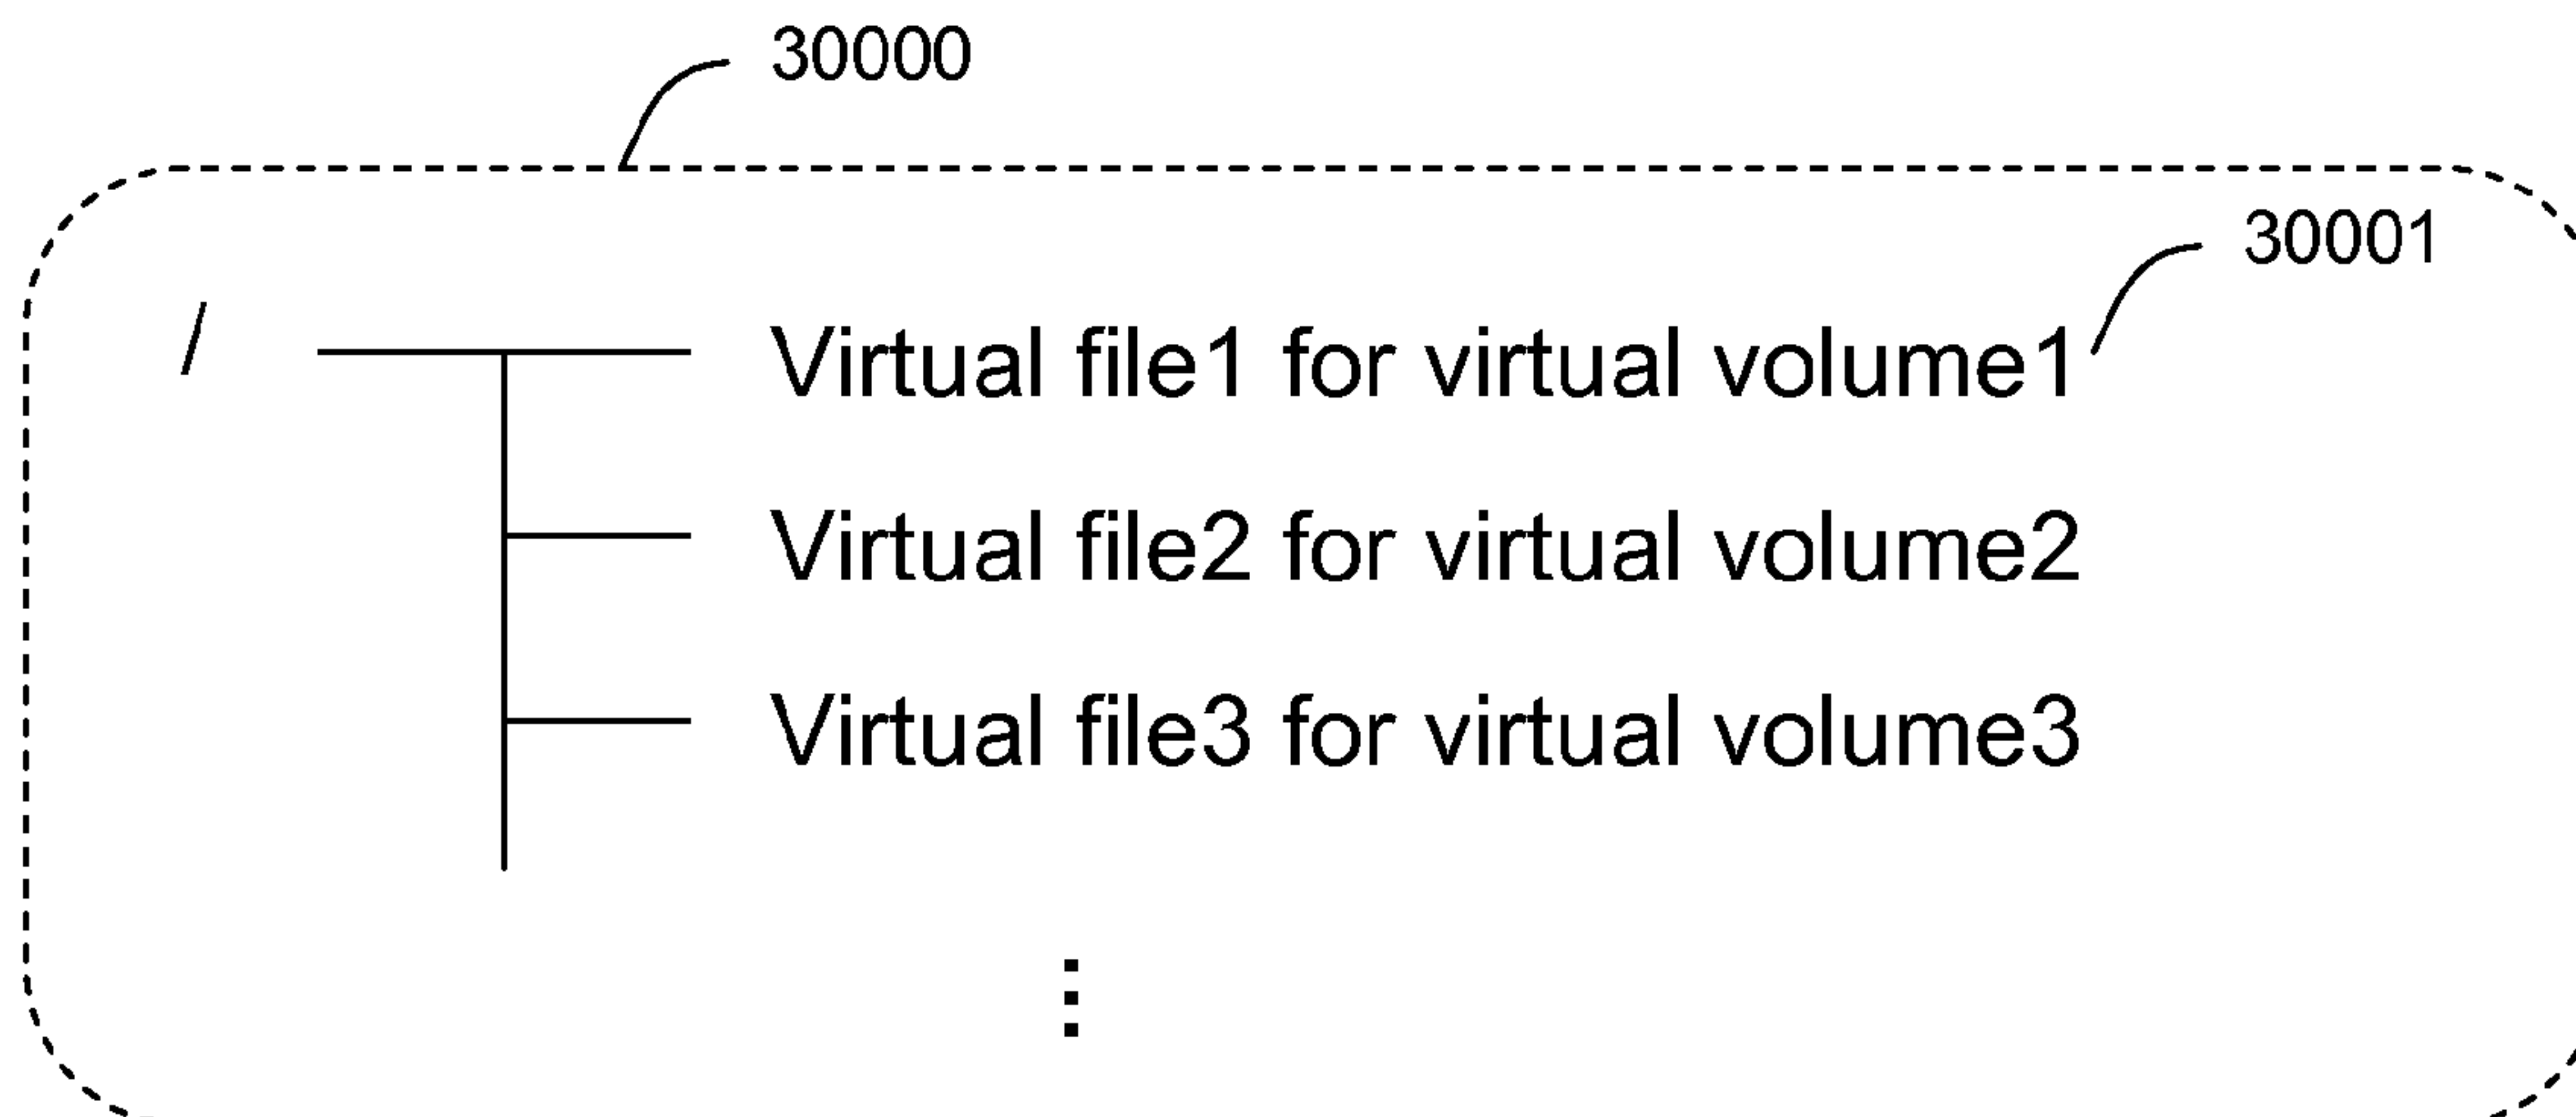 30000
30001
/
Virtual file1 for virtual volume1
Virtual file2 for virtual volume2
Virtual file3 for virtual volume3
⋮